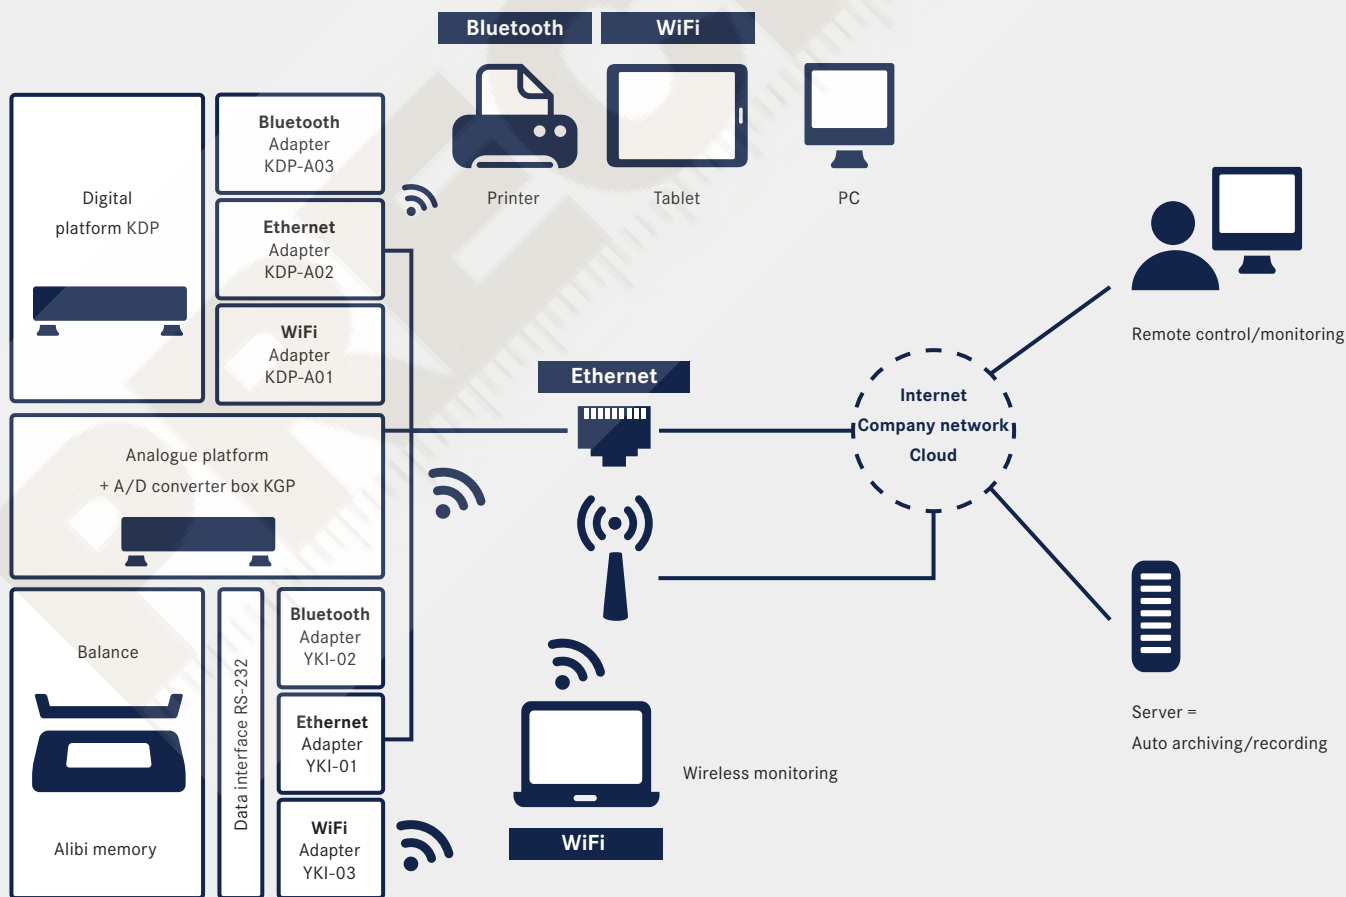 Bluetooth
WiFi
Printer
Tablet
PC
Digital
platform KDP
Bluetooth
Adapter
KDP-A03
Ethernet
Adapter
KDP-A02
WiFi
Adapter
KDP-A01
Analogue platform
+ A/D converter box KGP
Balance
Alibi memory
Data interface RS-232
Bluetooth
Adapter
YKI-02
Ethernet
Adapter
YKI-01
WiFi
Adapter
YKI-03
Ethernet
Wireless monitoring
WiFi
Internet
Company network
Cloud
Remote control/monitoring
Server =
Auto archiving/recording